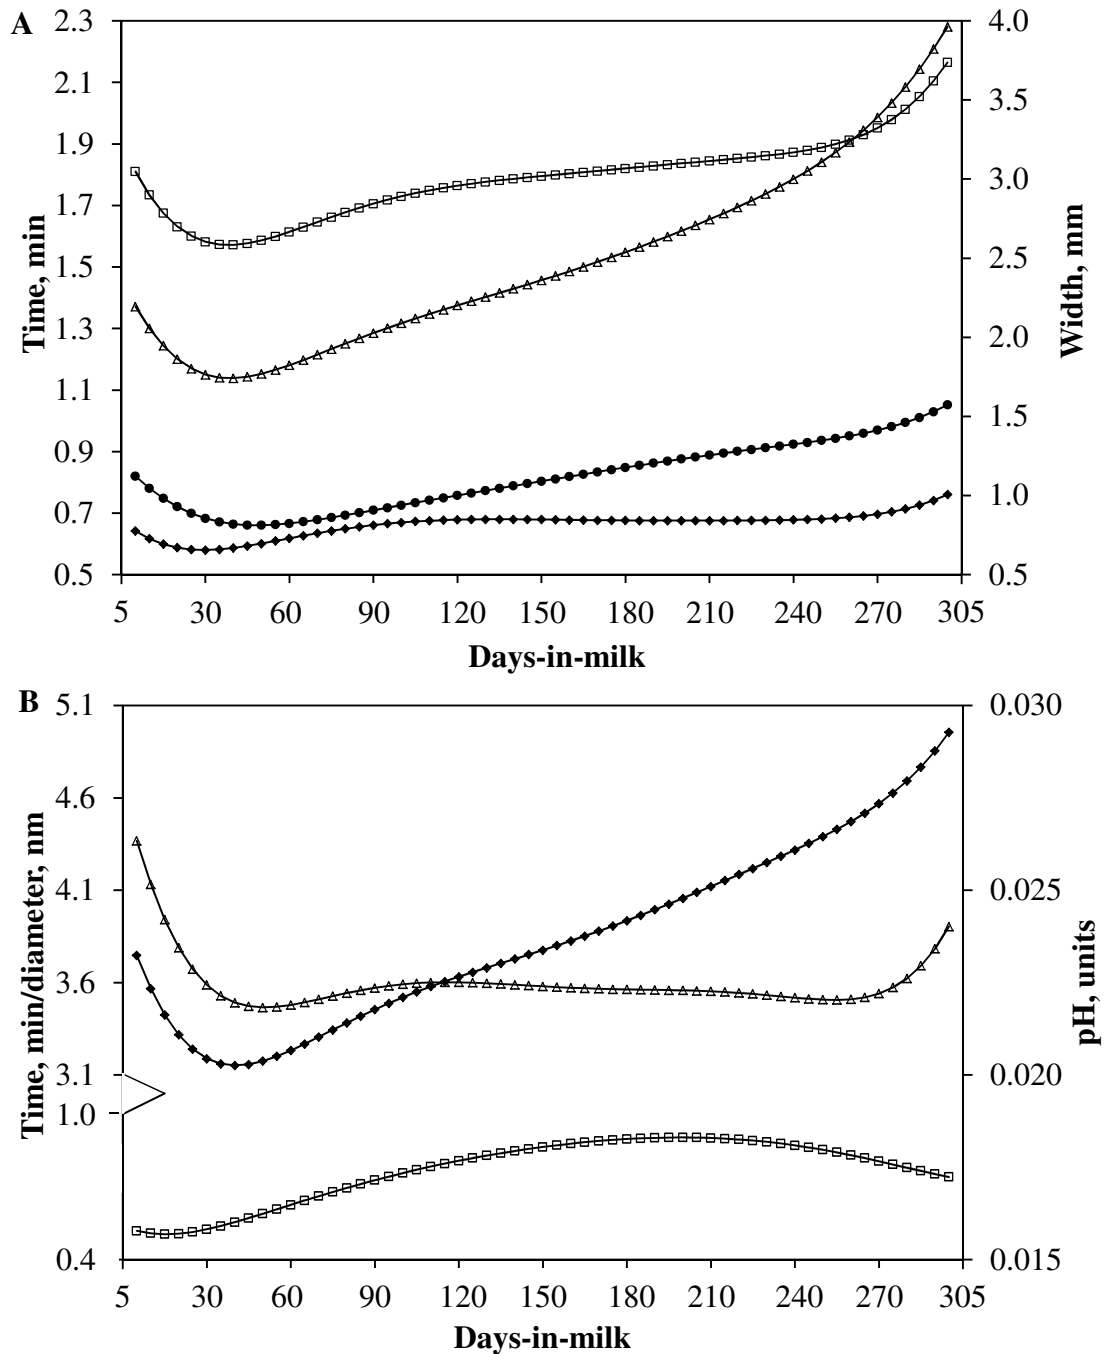 A
2.3
2.1
1.9
1.7
1.5
1.3
1.1
0.9
0.7
0.5
Time, min
4.0
3.5
3.0
2.5
2.0
1.5
1.0
0.5
Width, mm
5 30 60 90 120 150 180 210 240 270 305
Days-in-milk
B
5.1
4.6
4.1
3.6
3.1
1.0
0.4
Time, min/diameter, nm
0.030
0.025
0.020
0.015
pH, units
5 30 60 90 120 150 180 210 240 270 305
Days-in-milk